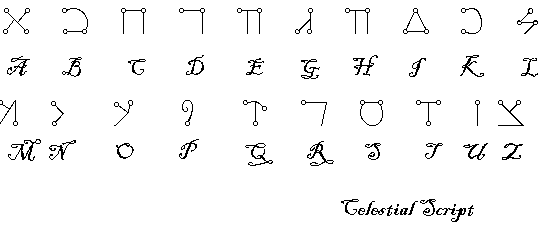 A B C D E G H I K L
M N O P Q R S T U Z
Celestial Script